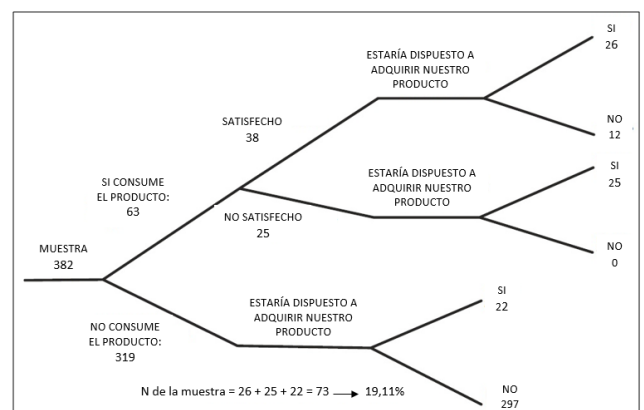 SI
26
ESTARÍA DISPUESTO A
ADQUIRIR NUESTRO
PRODUCTO
SATISFECHO
38
NO
12
SI
25
ESTARÍA DISPUESTO A
ADQUIRIR NUESTRO
PRODUCTO
SI CONSUME
EL PRODUCTO:
63
NO SATISFECHO
25
NO
0
MUESTRA
382
SI
22
ESTARÍA DISPUESTO A
ADQUIRIR NUESTRO
PRODUCTO
NO CONSUME
EL PRODUCTO:
319
N de la muestra = 26 + 25 + 22 = 73 → 19,11%
NO
297